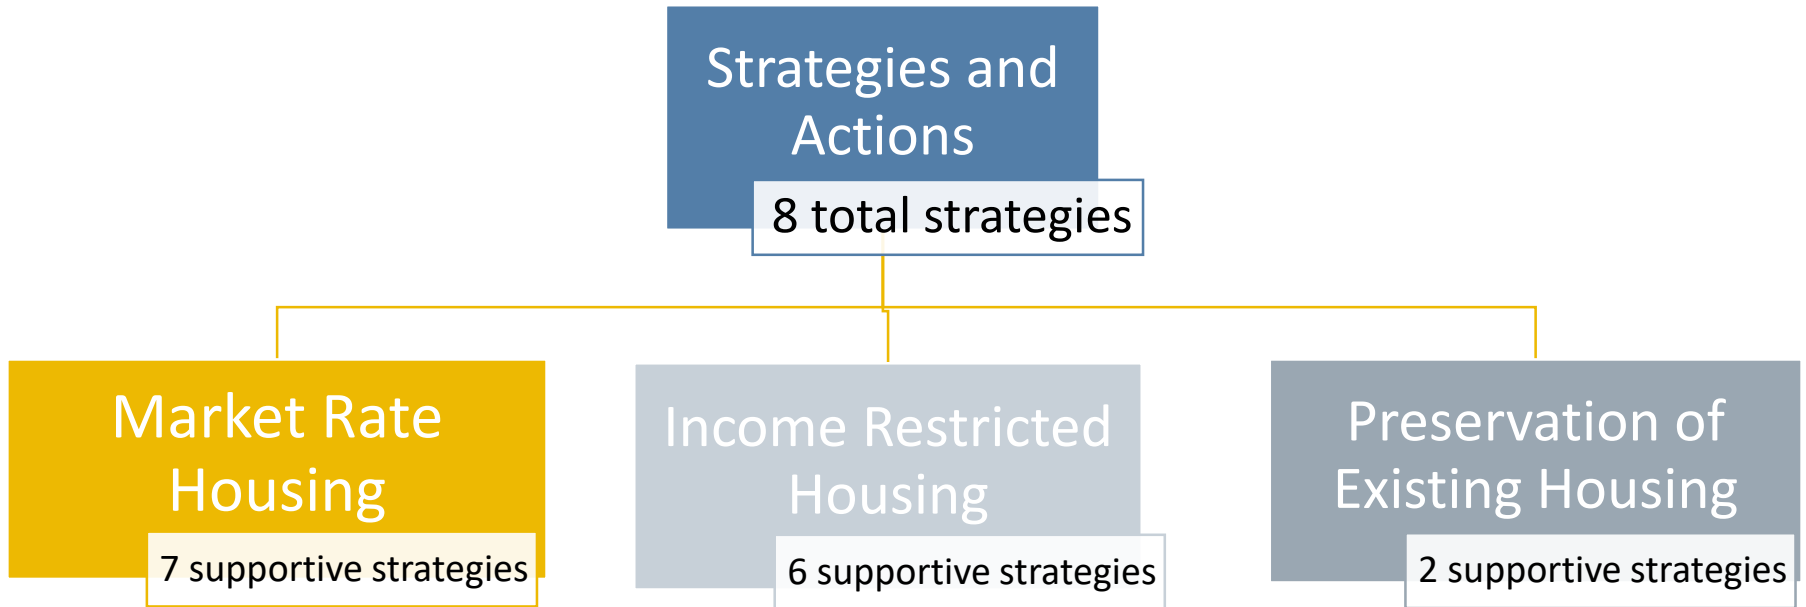 Strategies and
Actions
8 total strategies
Market Rate
Housing
7 supportive strategies
Income Restricted
Housing
6 supportive strategies
Preservation of
Existing Housing
2 supportive strategies